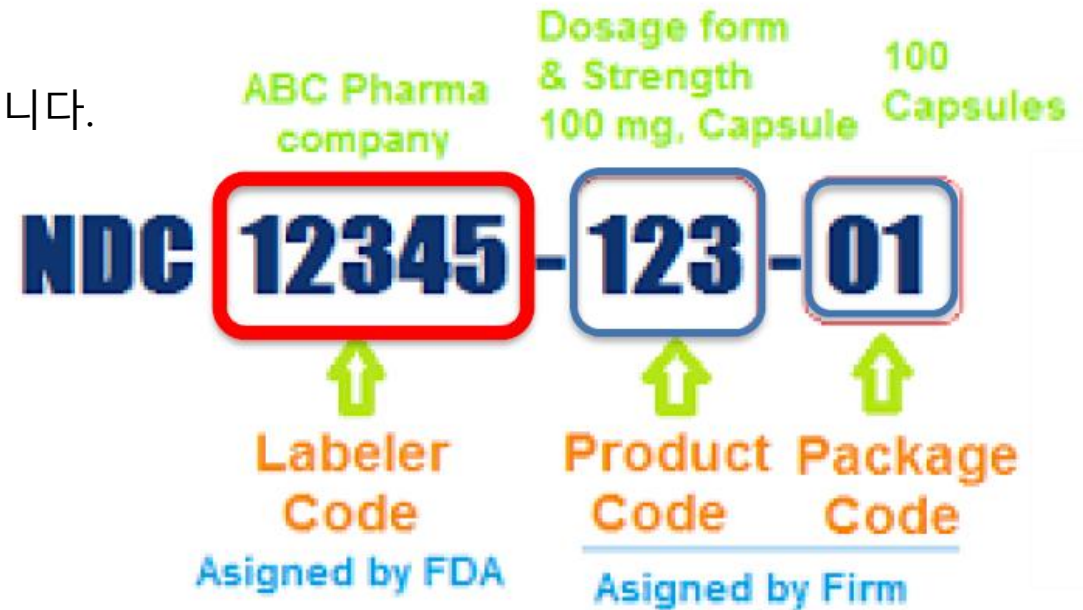 니다.
ABC Pharma
company
Dosage form
& Strength
100 mg, Capsule
100
Capsules
NDC 12345-123-01
Labeler
Code
Product
Code
Package
Code
Asigned by FDA
Asigned by Firm